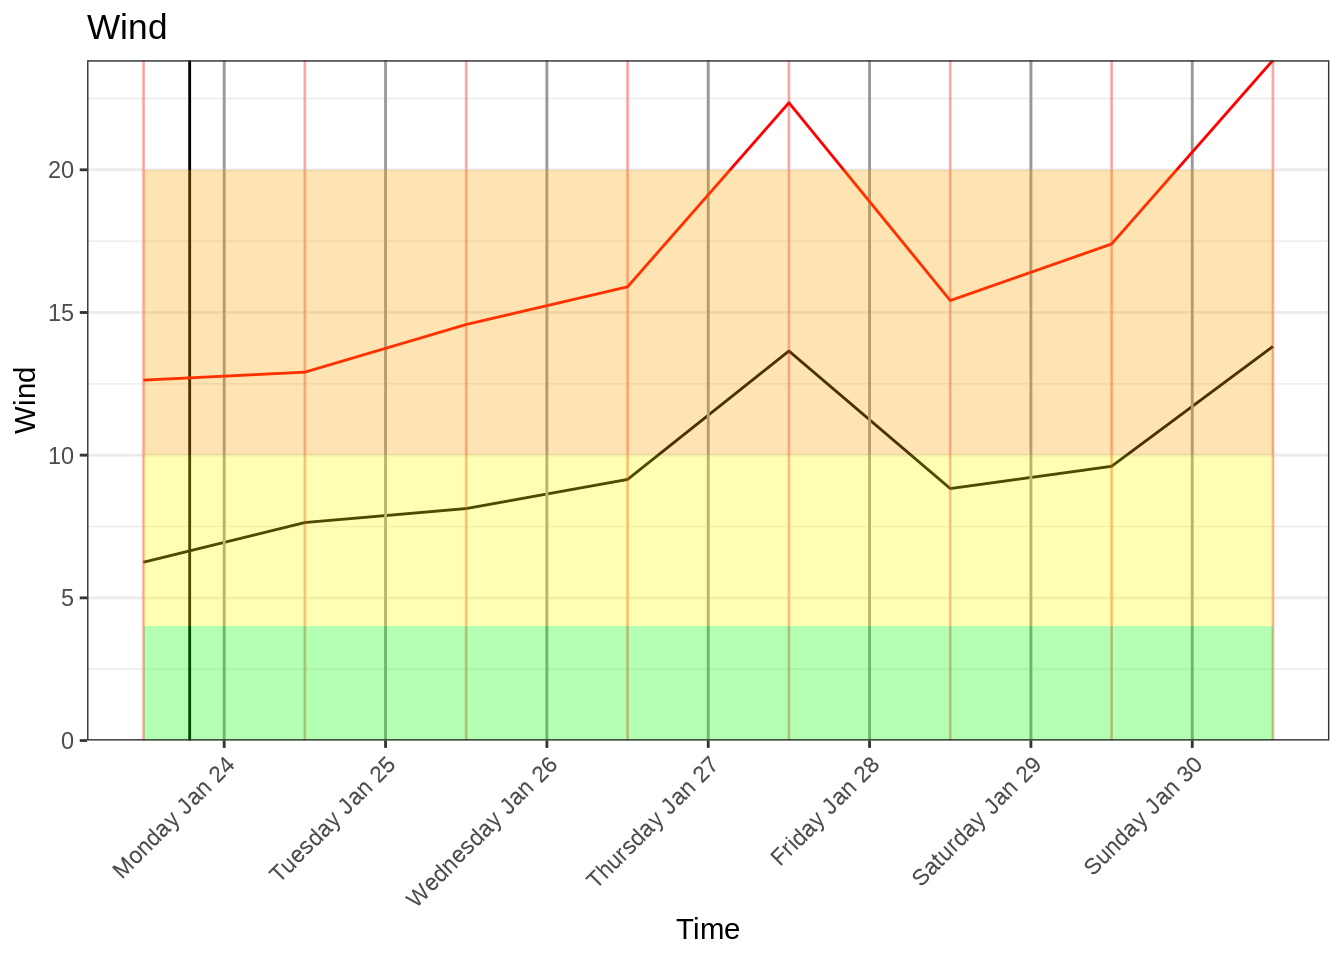 Wind
Wind
20
15
10
5
0
Monday Jan 24
Tuesday Jan 25
Wednesday Jan 26
Thursday Jan 27
Friday Jan 28
Saturday Jan 29
Sunday Jan 30
Time